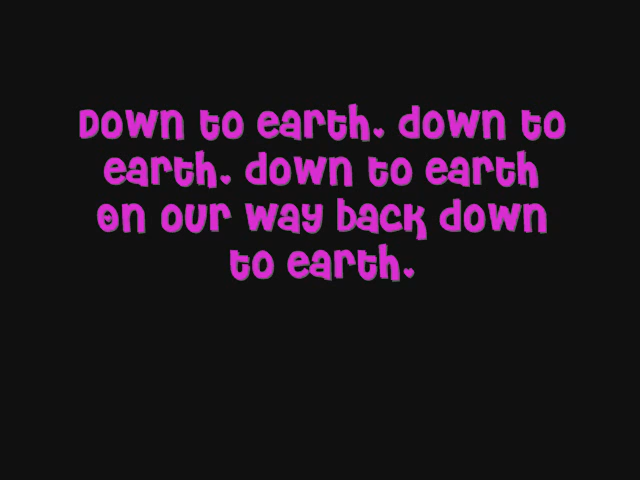 Down to earth, down to
earth, down to earth
On our way back down
to earth,